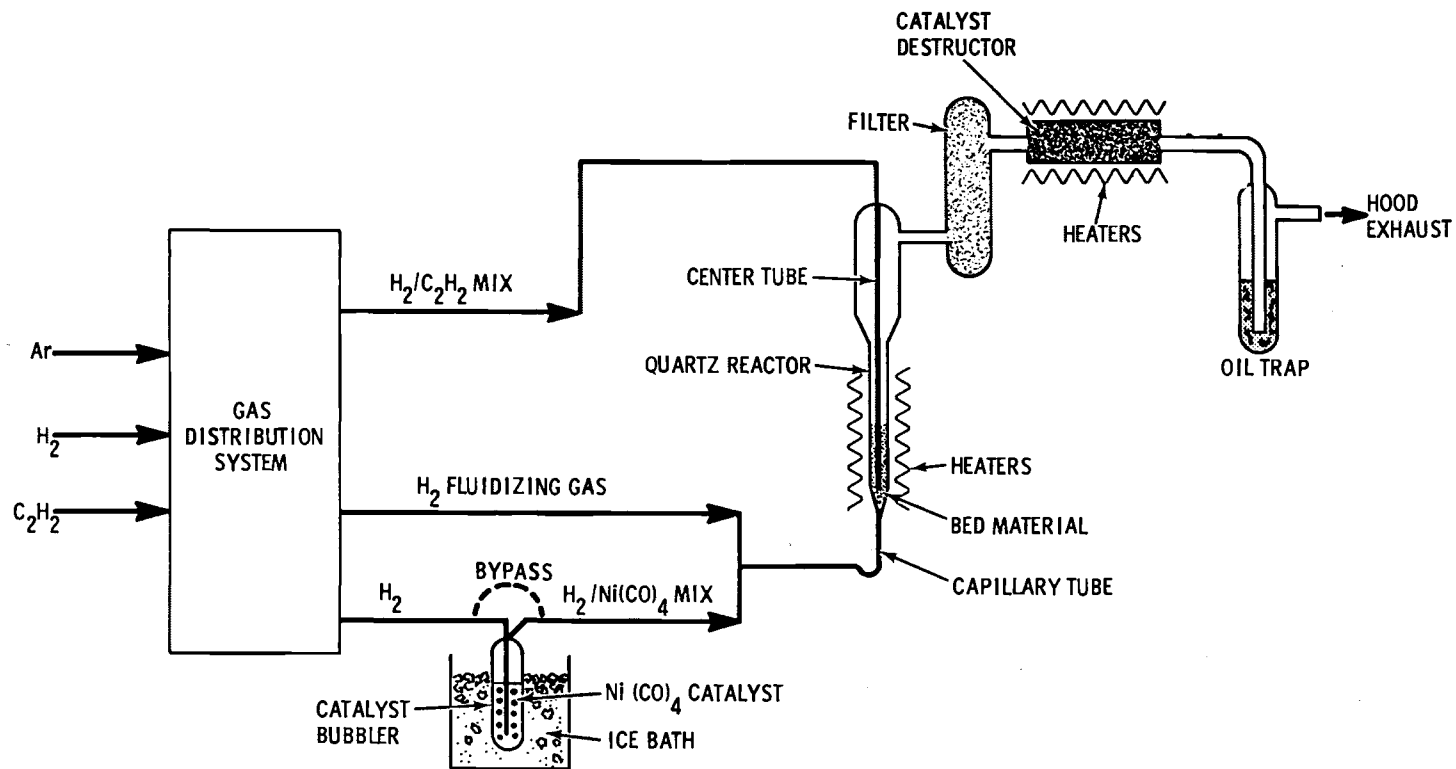 CATALYST
DESTRUCTOR
FILTER
HEATERS
HOOD
EXHAUST
OIL TRAP
H2/C2H2 MIX
CENTER TUBE
QUARTZ REACTOR
Ar
H2
C2H2
GAS
DISTRIBUTION
SYSTEM
H2 FLUIDIZING GAS
HEATERS
BED MATERIAL
CAPILLARY TUBE
BYPASS
H2
H2/Ni(CO)4 MIX
CATALYST
BUBBLER
Ni (CO)4 CATALYST
ICE BATH